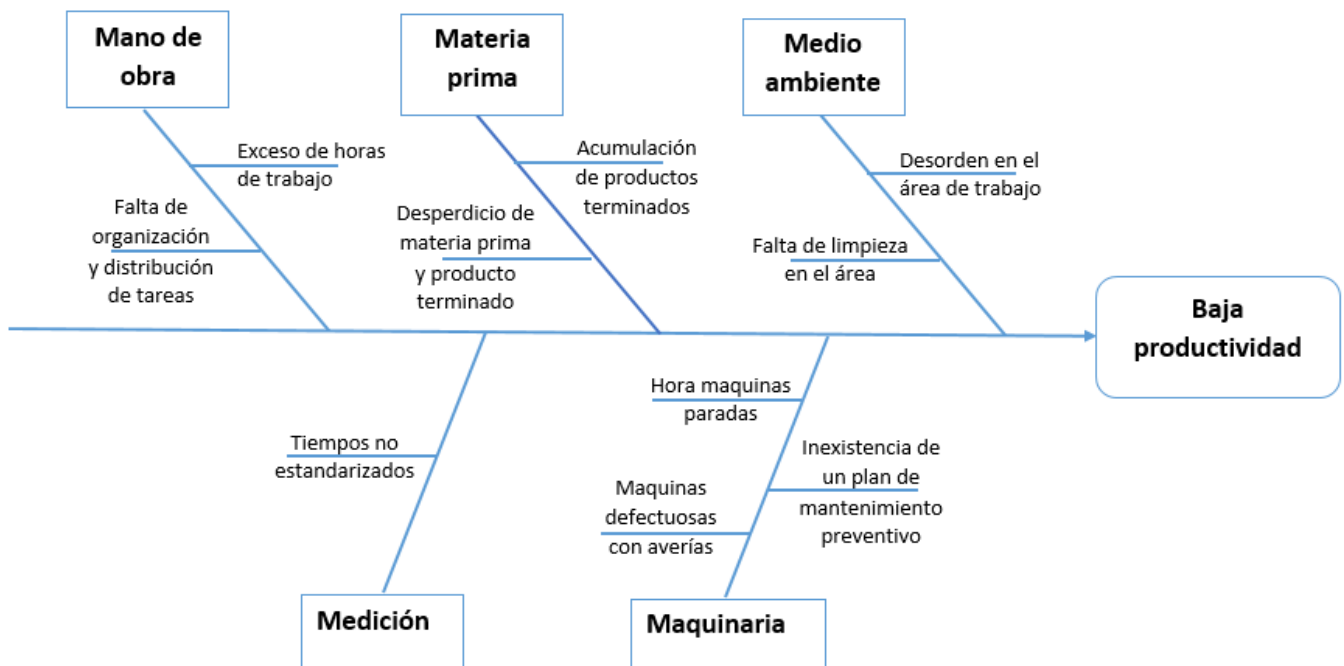 Mano de
obra
Materia
prima
Medio
ambiente
Exceso de horas
de trabajo
Falta de
organización
y distribución
de tareas
Acumulación
de productos
terminados
Desperdicio de
materia prima
y producto
terminado
Desorden en el
área de trabajo
Falta de limpieza
en el área
Baja
productividad
Tiempos no
estandarizados
Hora maquinas
paradas
Inexistencia de
un plan de
mantenimiento
preventivo
Maquinas
defectuosas
con averías
Medición
Maquinaria